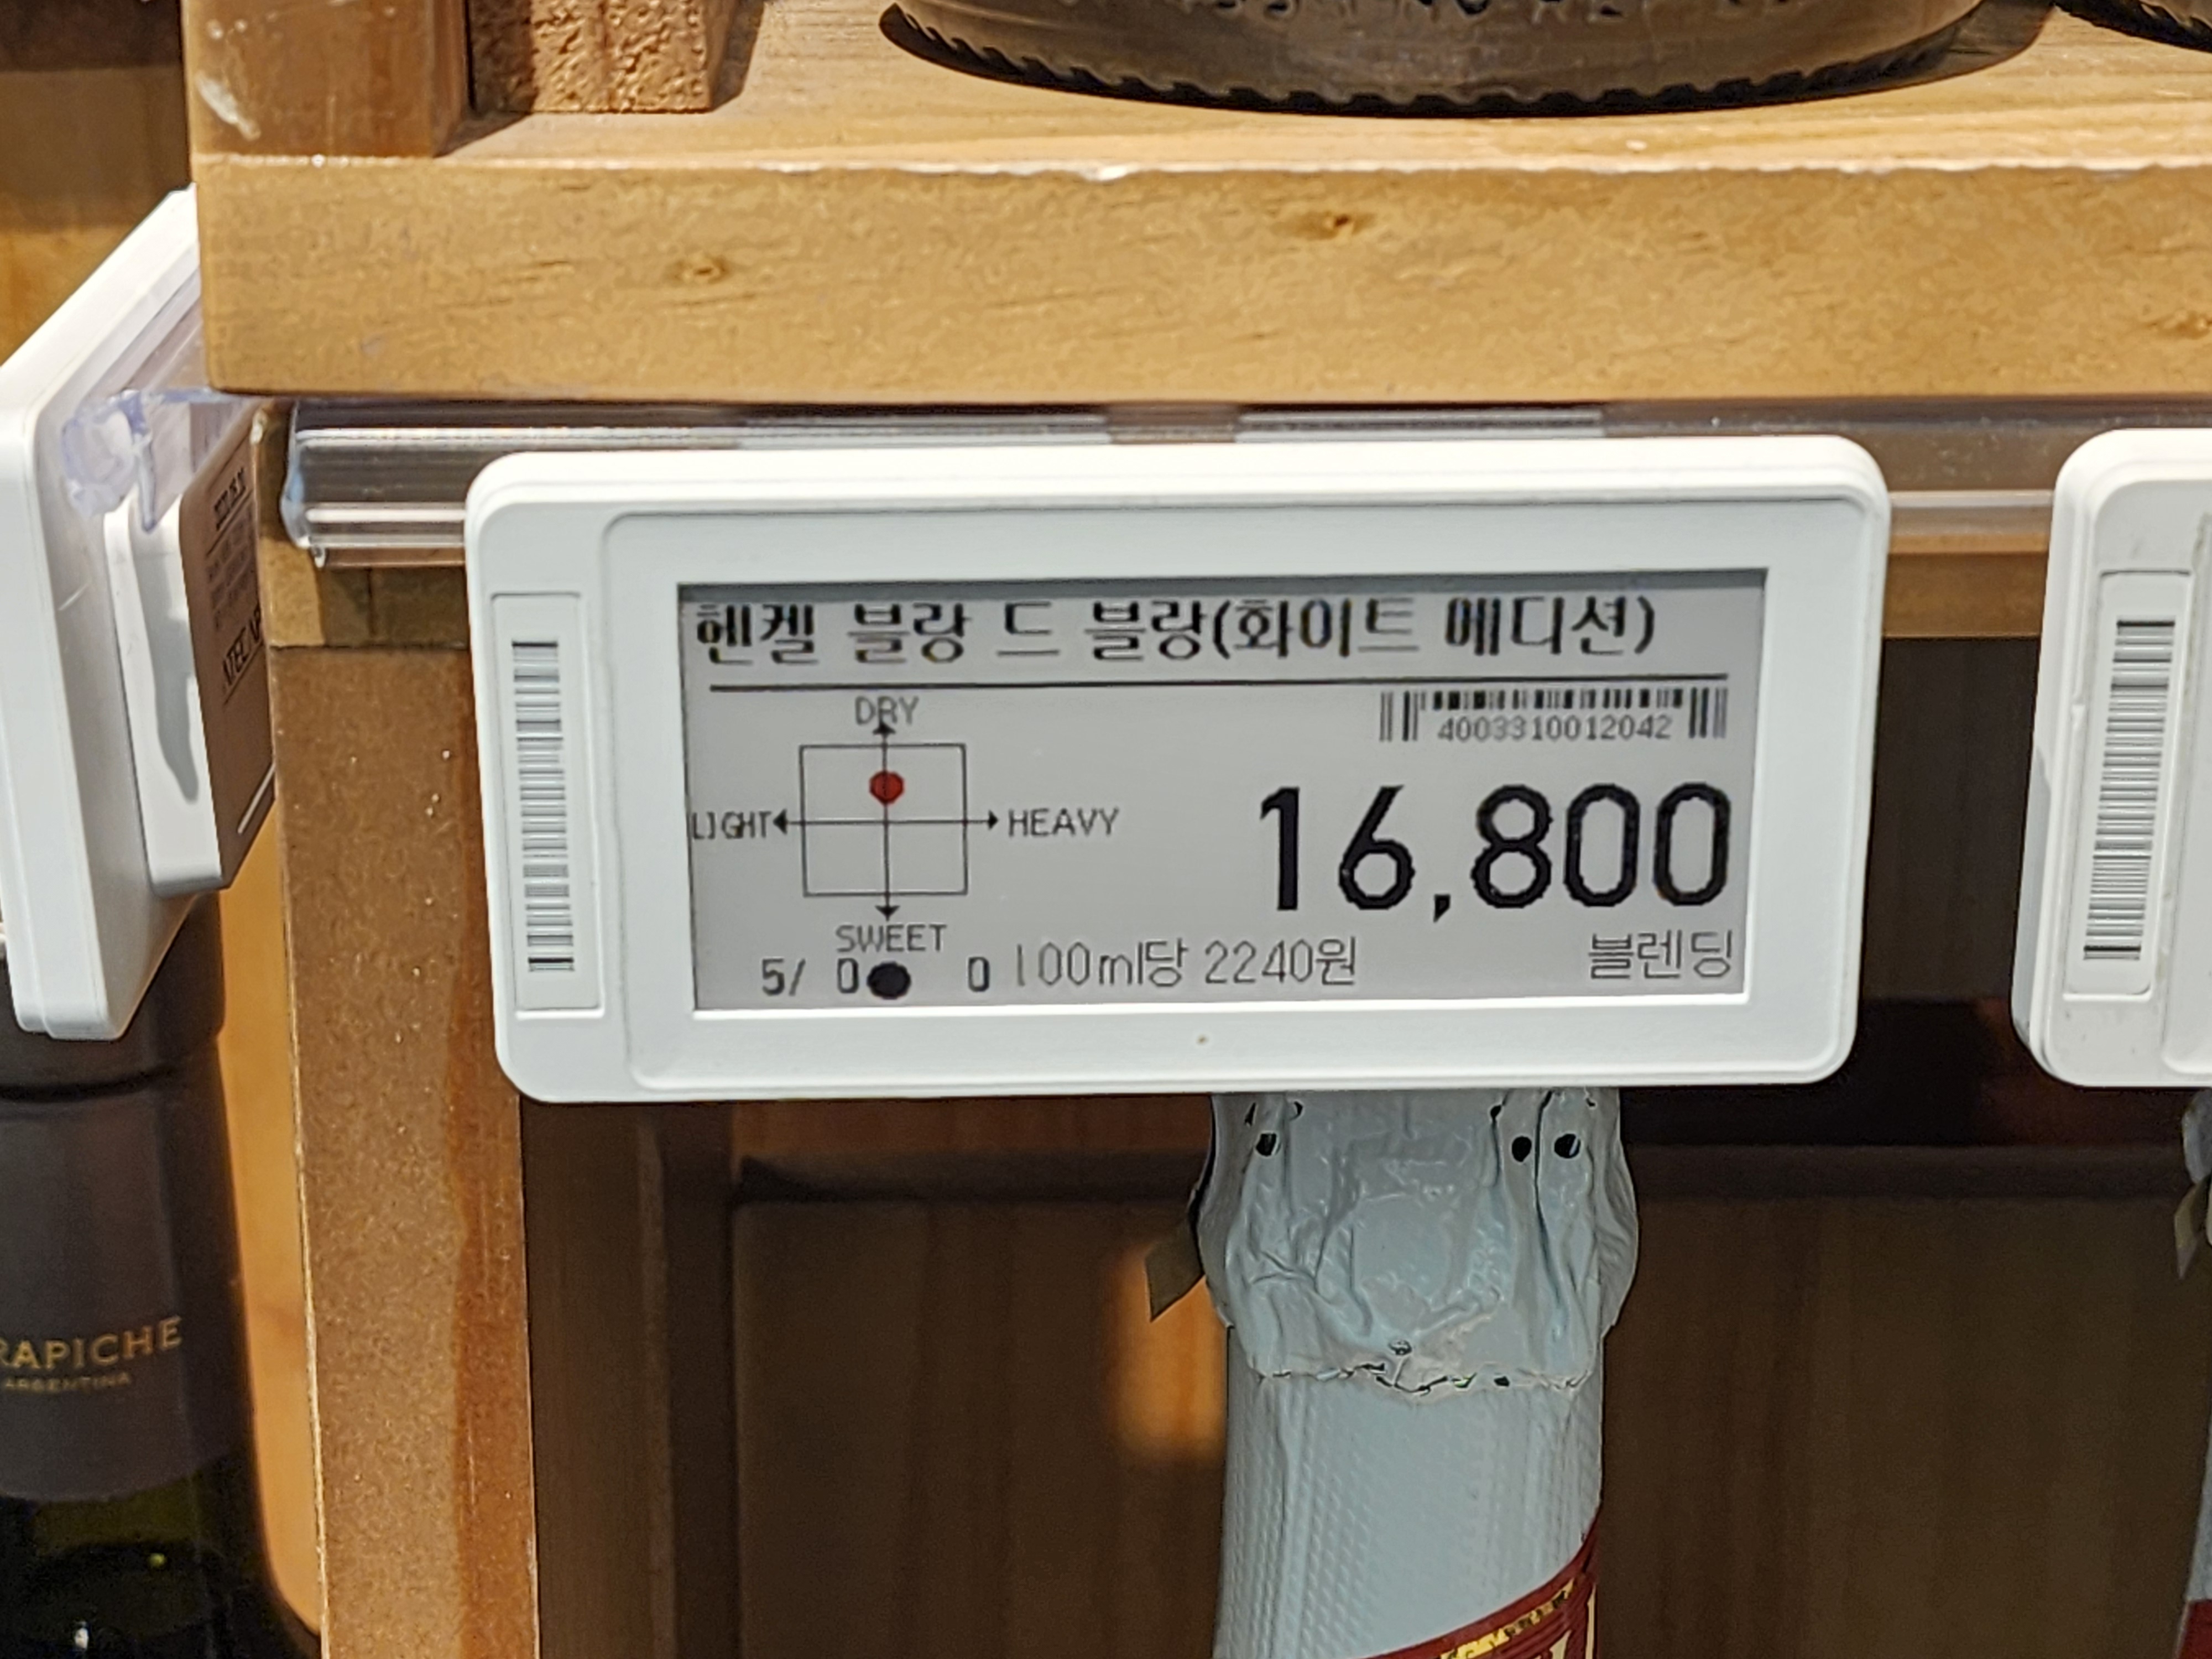 헨켈 블랑 드 블랑(화이트 에디션)
DRY
4003310012042
LIGHT HEAVY
16,800
SWEET
5/ 0● 0 100ml당 2240원 블렌딩
RAPICHE
ARGENTINA